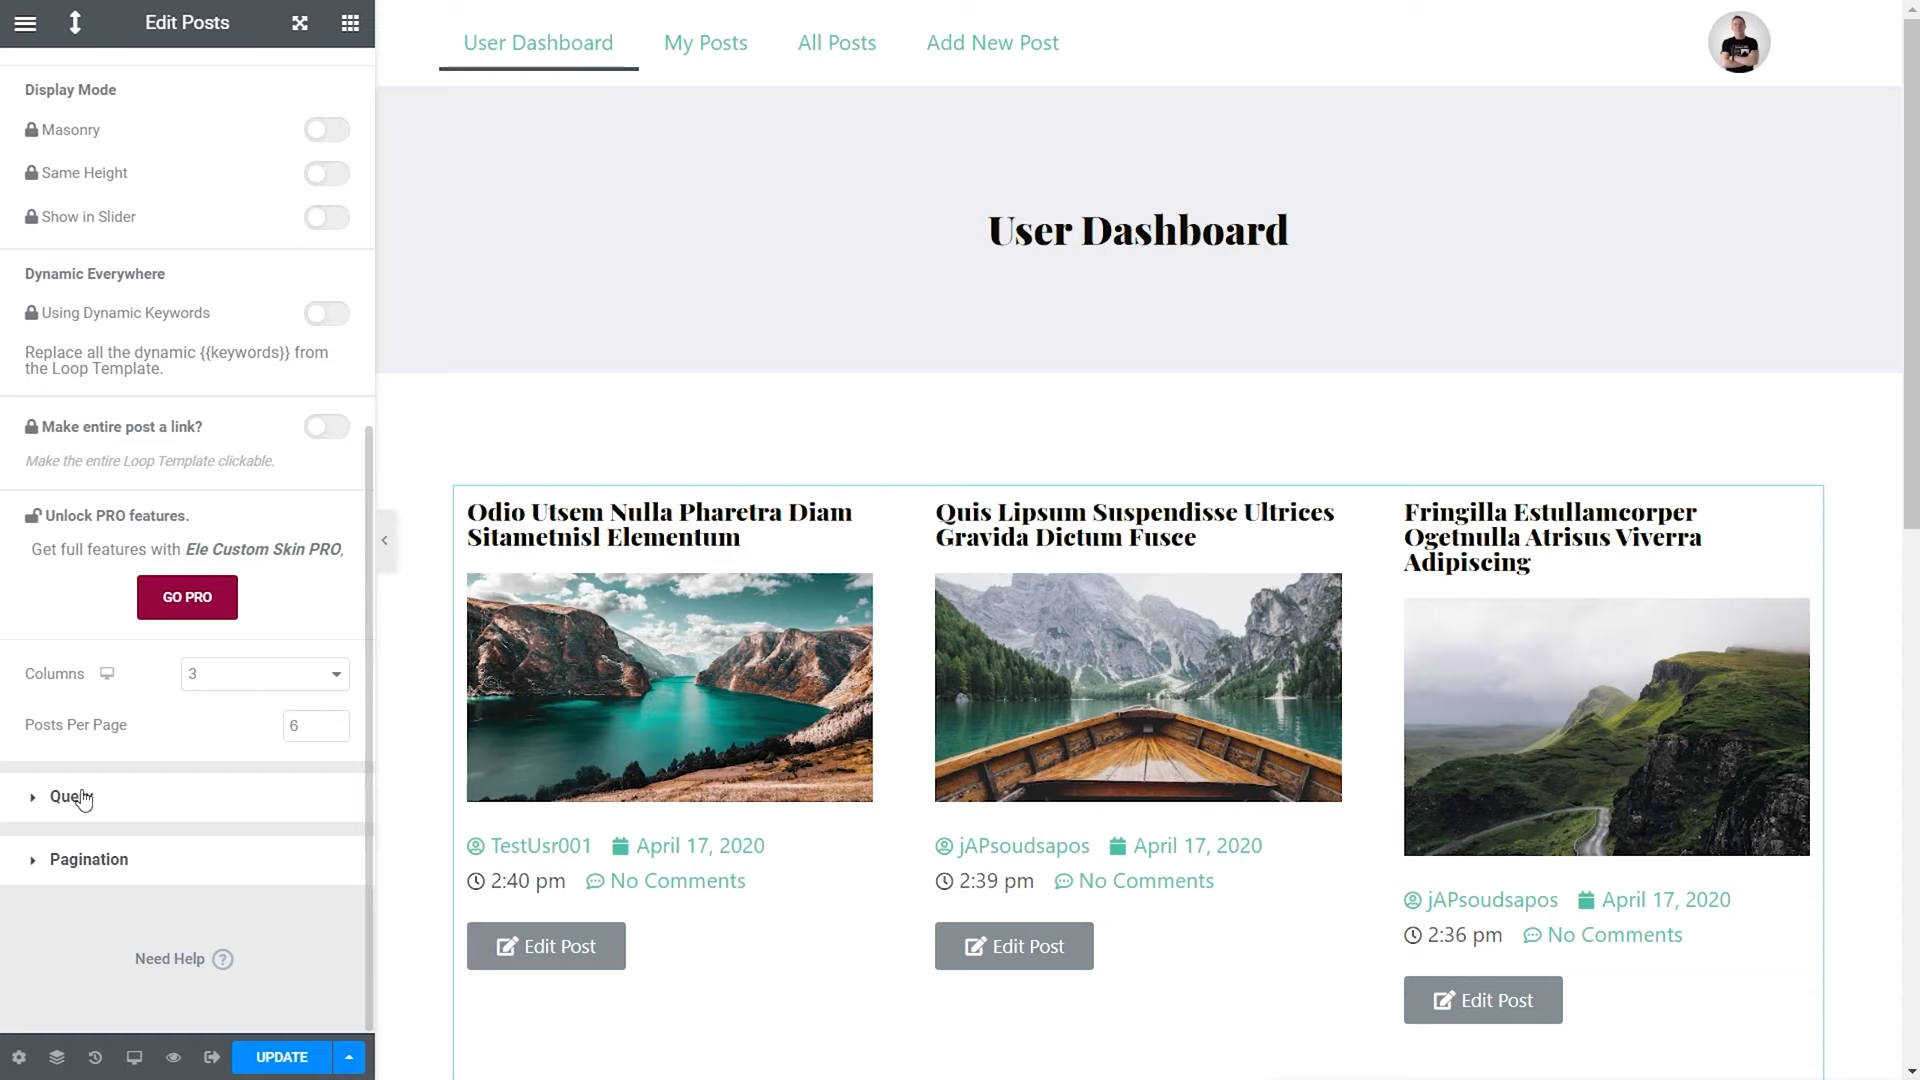 Edit Posts
Display Mode
Masonry
Same Height
Show in Slider
Dynamic Everywhere
Using Dynamic Keywords
Replace all the dynamic {{keywords}} from
the Loop Template.
Make entire post a link?
Make the entire Loop Template clickable.
Unlock PRO features.
Get full features with Ele Custom Skin PRO,
GO PRO
Columns
3
Posts Per Page
6
Pagination
Need Help
UPDATE
User Dashboard
My Posts
All Posts
Add New Post
User Dashboard
Odio Utsem Nulla Pharetra Diam
Sitametnisl Elementum
TestUsr001 April 17, 2020
2:40 pm No Comments
Edit Post
Quis Lipsum Suspendisse Ultrices
Gravida Dictum Fusce
jAPsoudsapos April 17, 2020
2:39 pm No Comments
Edit Post
Fringilla Estullamcorper
Ogetnulla Atrisus Viverra
Adipiscing
jAPsoudsapos April 17, 2020
2:36 pm No Comments
Edit Post